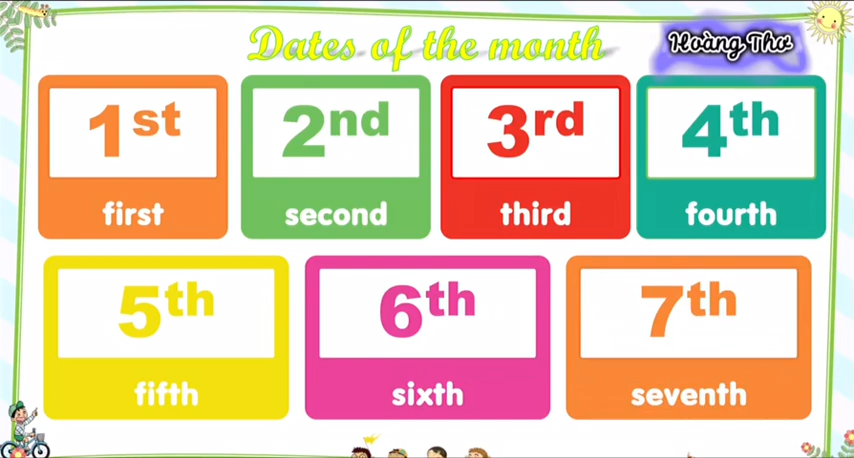 Dates of the month
Hoàng Thơ
1st
2nd
3rd
4th
first
second
third
fourth
5th
6th
7th
fifth
sixth
seventh